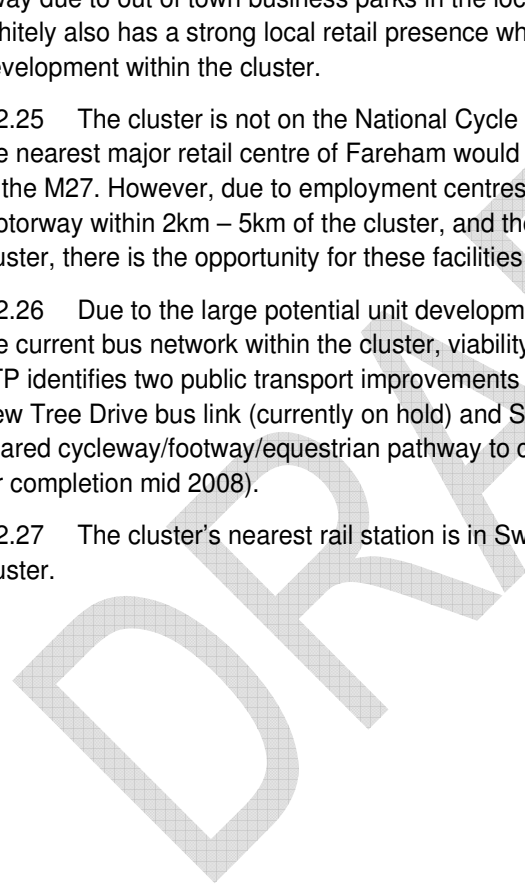 way due to out of town business parks in the loc
hitely also has a strong local retail presence wh
evelopment within the cluster.
2.25 The cluster is not on the National Cycle
e nearest major retail centre of Fareham would
the M27. However, due to employment centres
otorway within 2km – 5km of the cluster, and the
uster, there is the opportunity for these facilities
2.26 Due to the large potential unit developm
e current bus network within the cluster, viability
TP identifies two public transport improvements
ew Tree Drive bus link (currently on hold) and S
ared cycleway/footway/equestrian pathway to c
r completion mid 2008).
2.27 The cluster's nearest rail station is in Sw
uster.
DRA